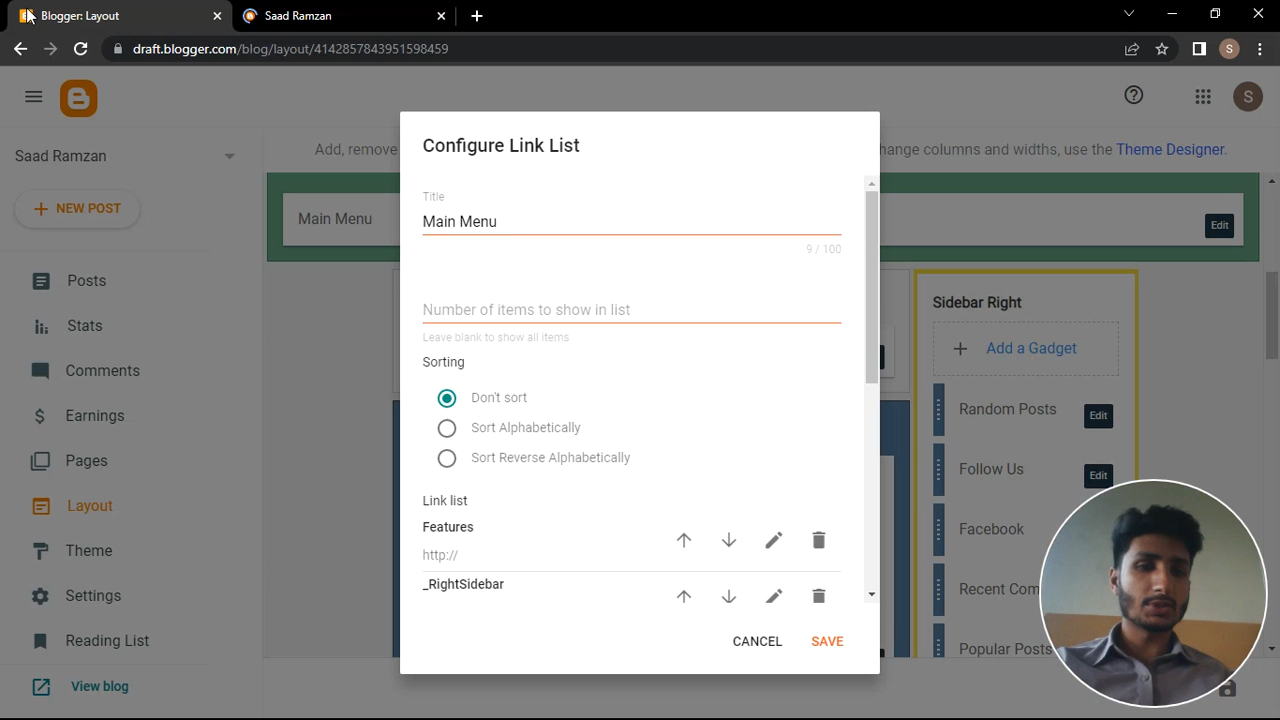 Blogger: Layout
Saad Ramzan
draft.blogger.com/blog/layout/4142857843951598459
S
S
Saad Ramzan
Add, remove
hange columns and widths, use the Theme Designer.
NEW POST
Posts
Stats
Comments
Earnings
Pages
Layout
Theme
Settings
Reading List
View blog
Main Menu
Edit
Configure Link List
Title
Main Menu
9 / 100
Number of items to show in list
Leave blank to show all items
Sorting
Don't sort
Sort Alphabetically
Sort Reverse Alphabetically
Link list
Features
http://
_RightSidebar
CANCEL
SAVE
Sidebar Right
Add a Gadget
Random Posts
Edit
Follow Us
Edit
Facebook
Recent Com
Popular Posts